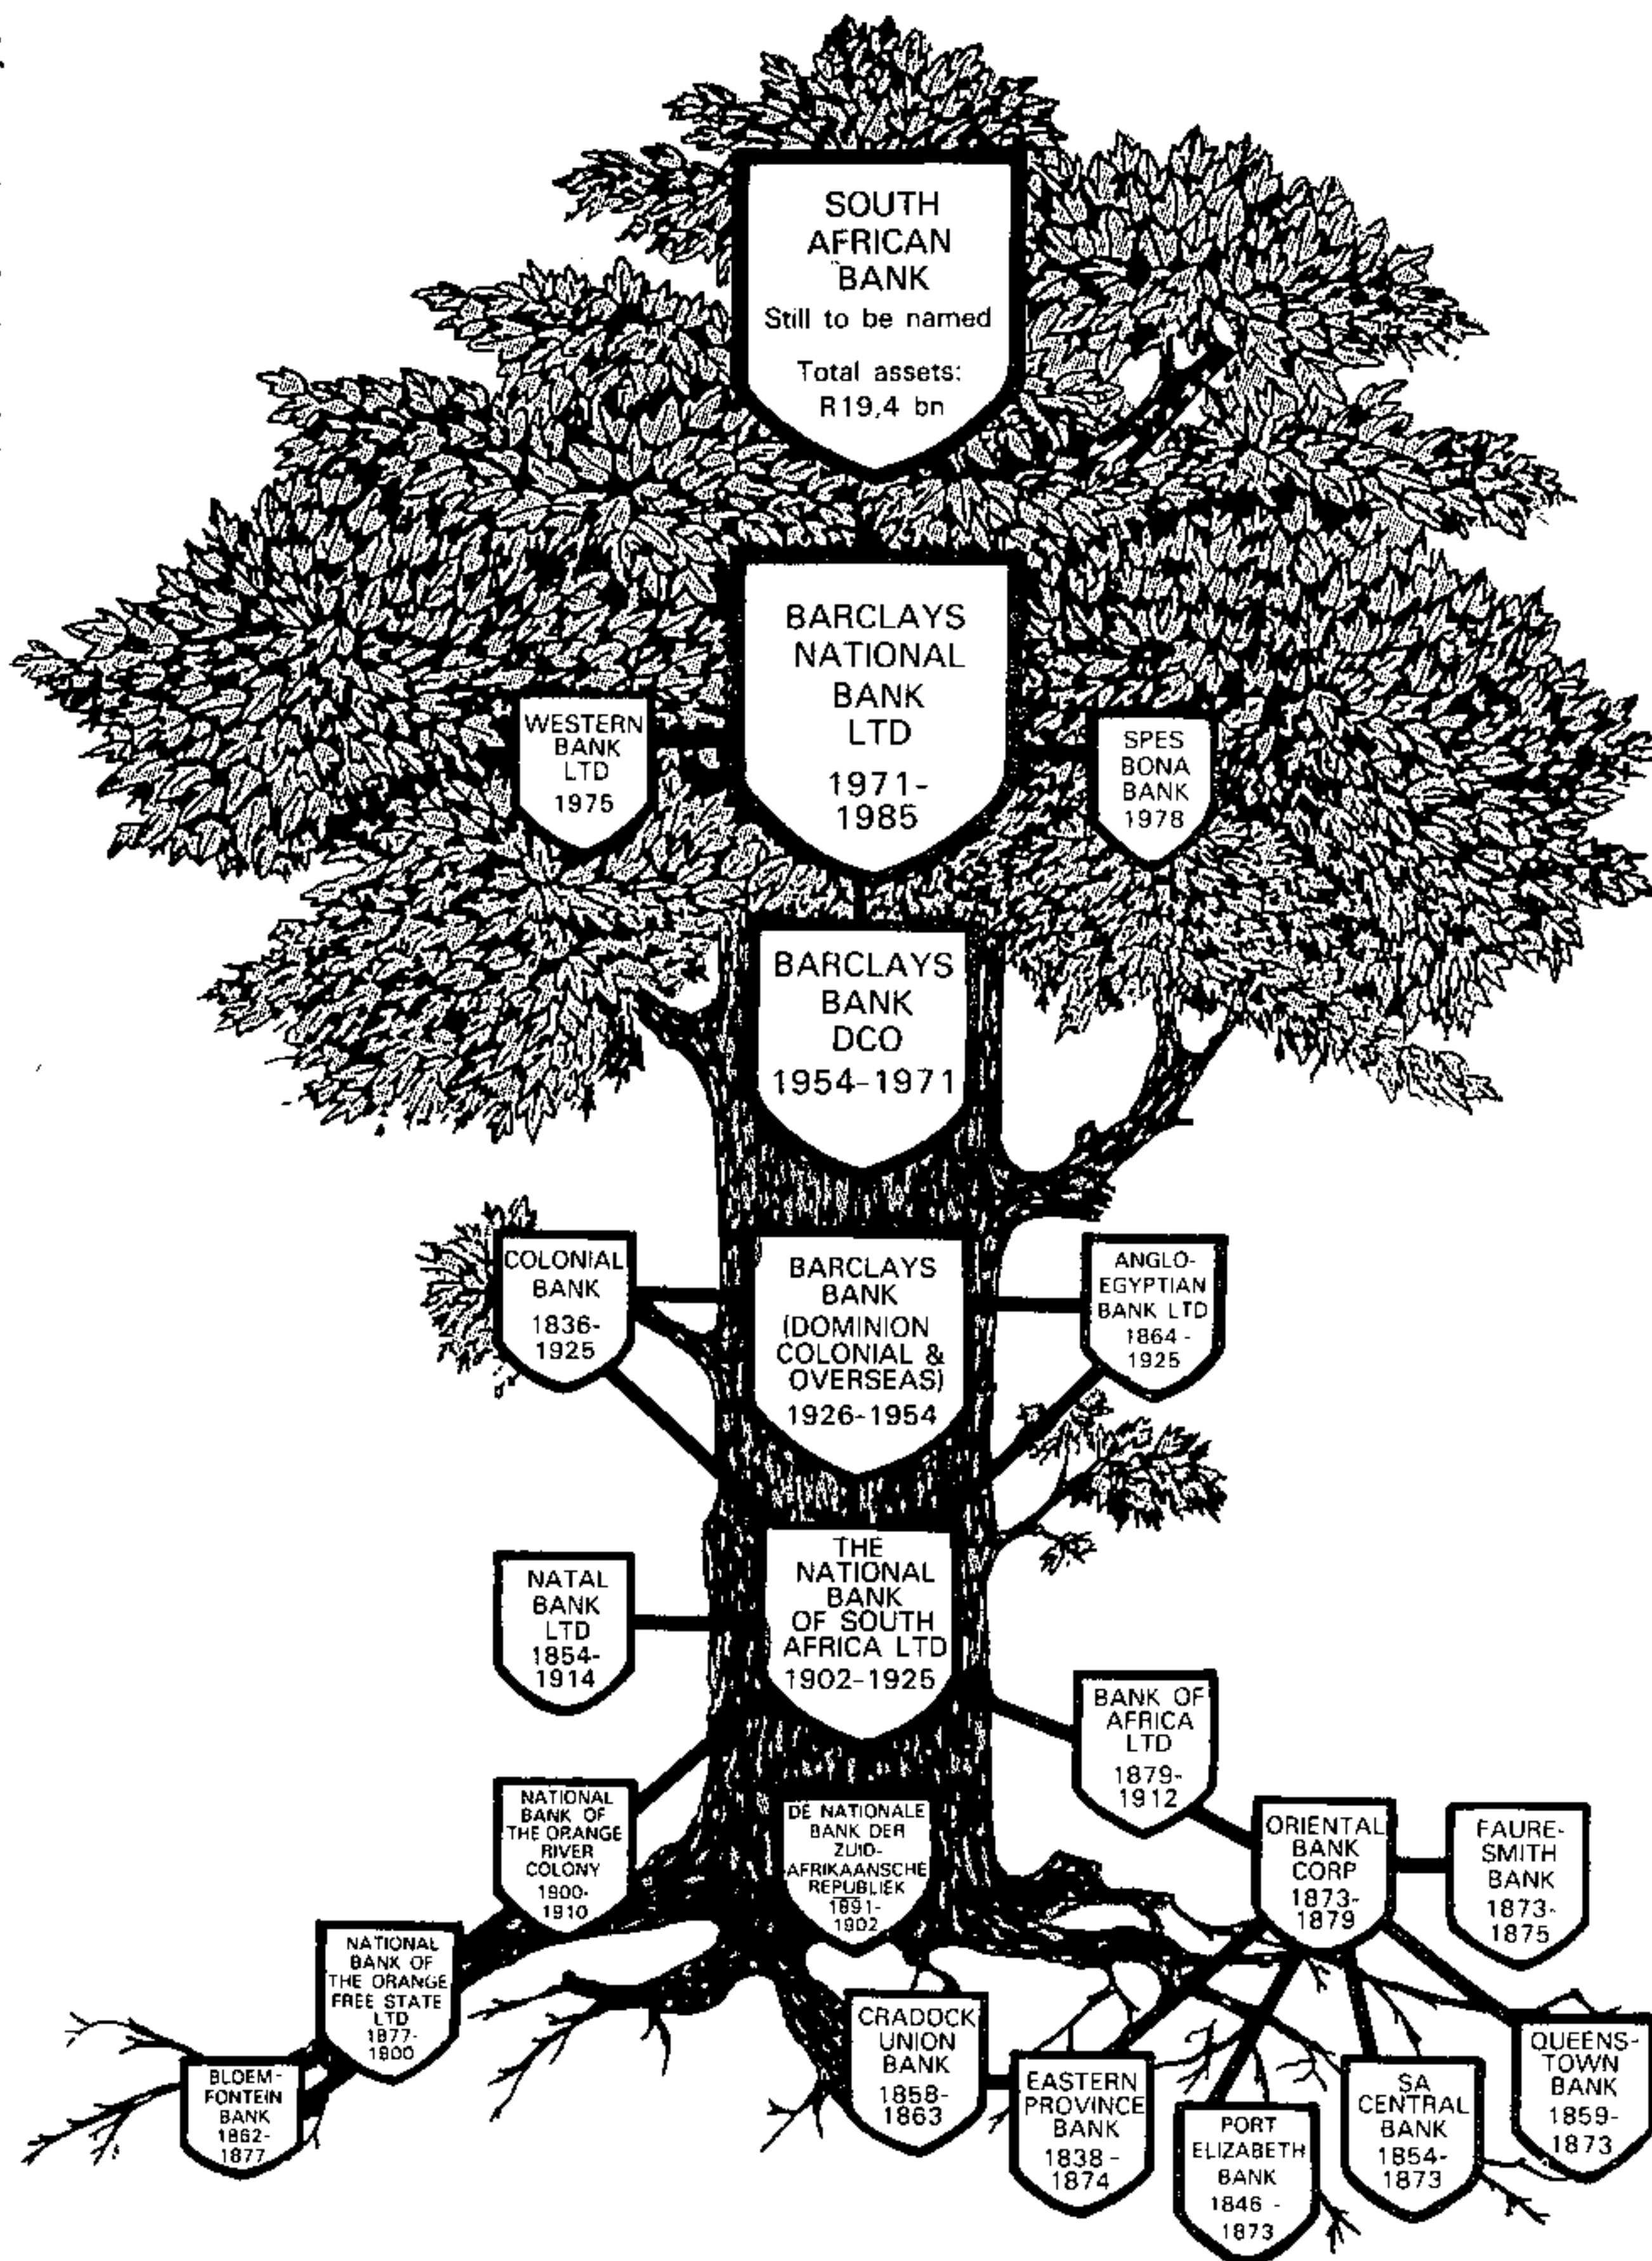 SOUTH
AFRICAN
BANK
Still to be named
Total assets:
R19,4 bn
BARCLAYS
NATIONAL
BANK
LTD
1971-
1985
WESTERN
BANK
LTD
1975
SPES
BONA
BANK
1978
BARCLAYS
BANK
DCO
1954-1971
COLONIAL
BANK
1836-
1925
BARCLAYS
BANK
(DOMINION
COLONIAL &
OVERSEAS)
1926-1954
ANGLO-
EGYPTIAN
BANK LTD
1864-
1925
NATAL
BANK
LTD
1854-
1914
THE
NATIONAL
BANK
OF SOUTH
AFRICA LTD
1902-1925
BANK OF
AFRICA
LTD
1879-
1912
NATIONAL
BANK OF
THE ORANGE
RIVER
COLONY
1900-
1910
DE NATIONALE
BANK DER
ZUID-
AFRIKAANSCHE
REPUBLIEK
1891-
1902
ORIENTAL
BANK
CORP
1873-
1879
FAURE-
SMITH
BANK
1873-
1875
NATIONAL
BANK OF
THE ORANGE
FREE STATE
LTD
1877-
1900
BLOEM-
FONTEIN
BANK
1862-
1877
CRADOCK
UNION
BANK
1858-
1863
EASTERN
PROVINCE
BANK
1838-
1874
PORT
ELIZABETH
BANK
1846-
1873
SA
CENTRAL
BANK
1854-
1873
QUEENS-
TOWN
BANK
1859-
1873